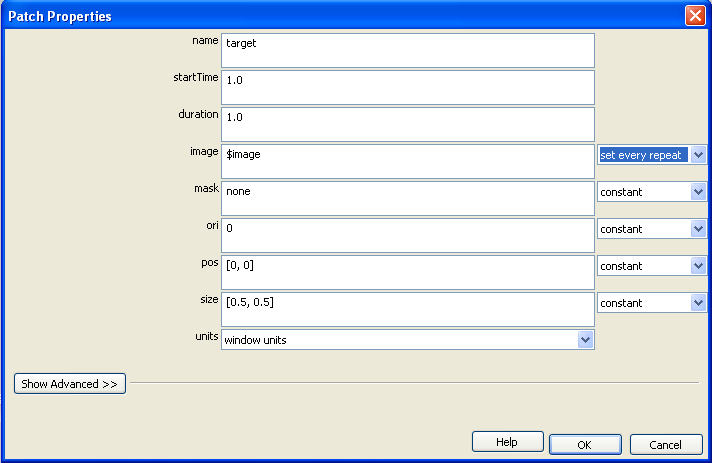 Patch Properties
name target
startTime 1.0
duration 1.0
image $image set every repeat
mask none constant
ori 0 constant
pos [0, 0] constant
size [0.5, 0.5] constant
units window units
Show Advanced >>
Help OK Cancel